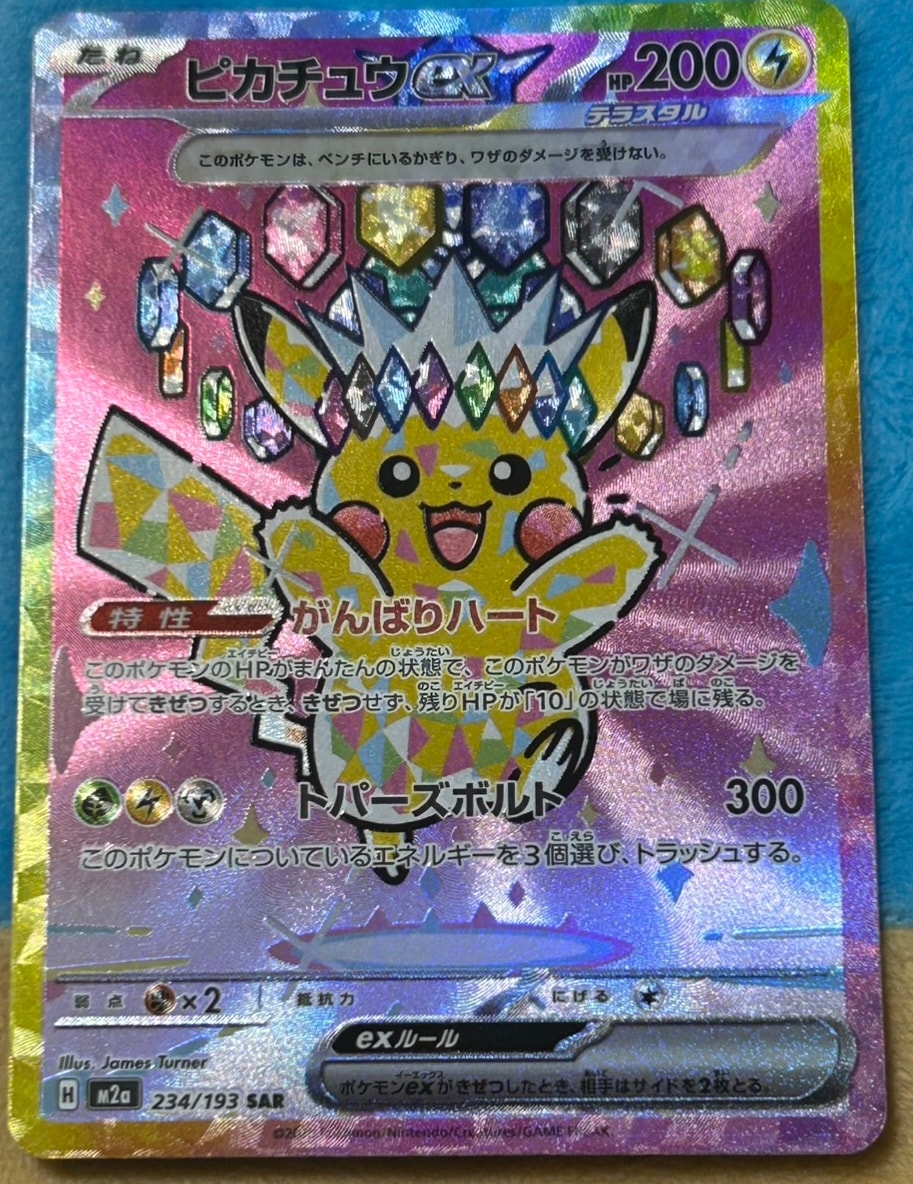 たね ピカチュウex HP200
テラスタル
このポケモンは、ベンチにいるかぎり、ワザのダメージを受けない。
特性 がんばりハート
このポケモンのHPがまんたんの状態で、このポケモンがワザのダメージを
受けてきぜつするとき、きぜつせず、残りHPが「10」の状態で場に残る。
トパーズボルト 300
このポケモンについているエネルギーを3個選び、トラッシュする。
弱点 ×2 抵抗力 にげる
exルール
ポケモンexがきぜつしたとき、相手はサイドを2枚とる。
Illus. James Turner
H m2a 234/193 SAR
Pokémon/Nintendo/Creatures/GAME FREAK